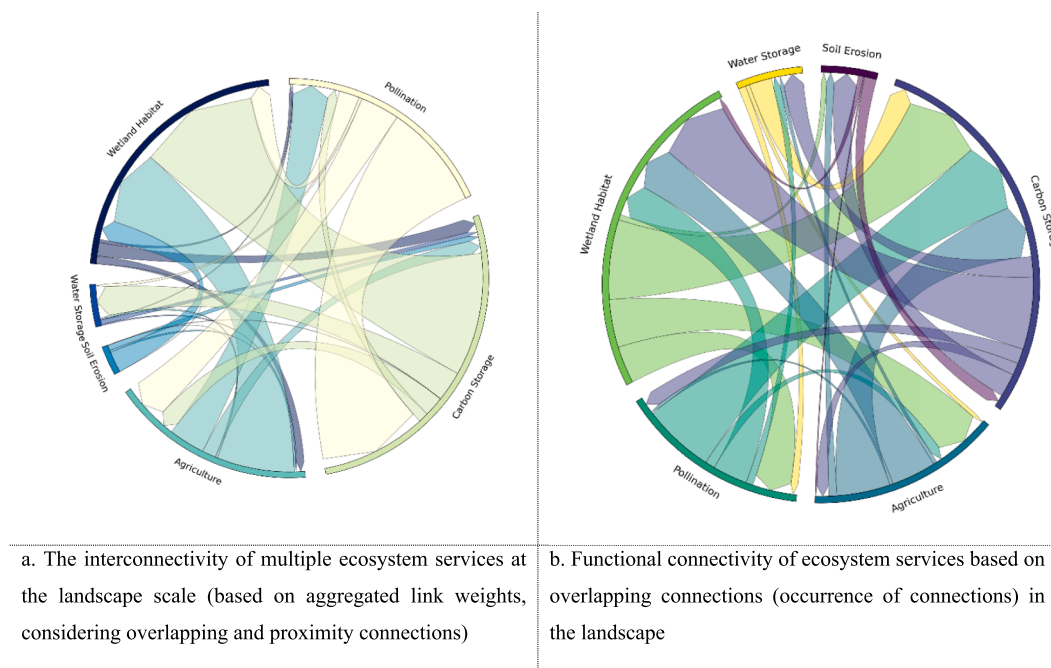 Wetland Habitat
Pollination
Water Storage
Soil Erosion
Agriculture
Carbon Storage
Water Storage
Soil Erosion
Wetland Habitat
Carbon Stora
Pollination
Agriculture
a. The interconnectivity of multiple ecosystem services at
the landscape scale (based on aggregated link weights,
considering overlapping and proximity connections)
b. Functional connectivity of ecosystem services based on
overlapping connections (occurrence of connections) in
the landscape